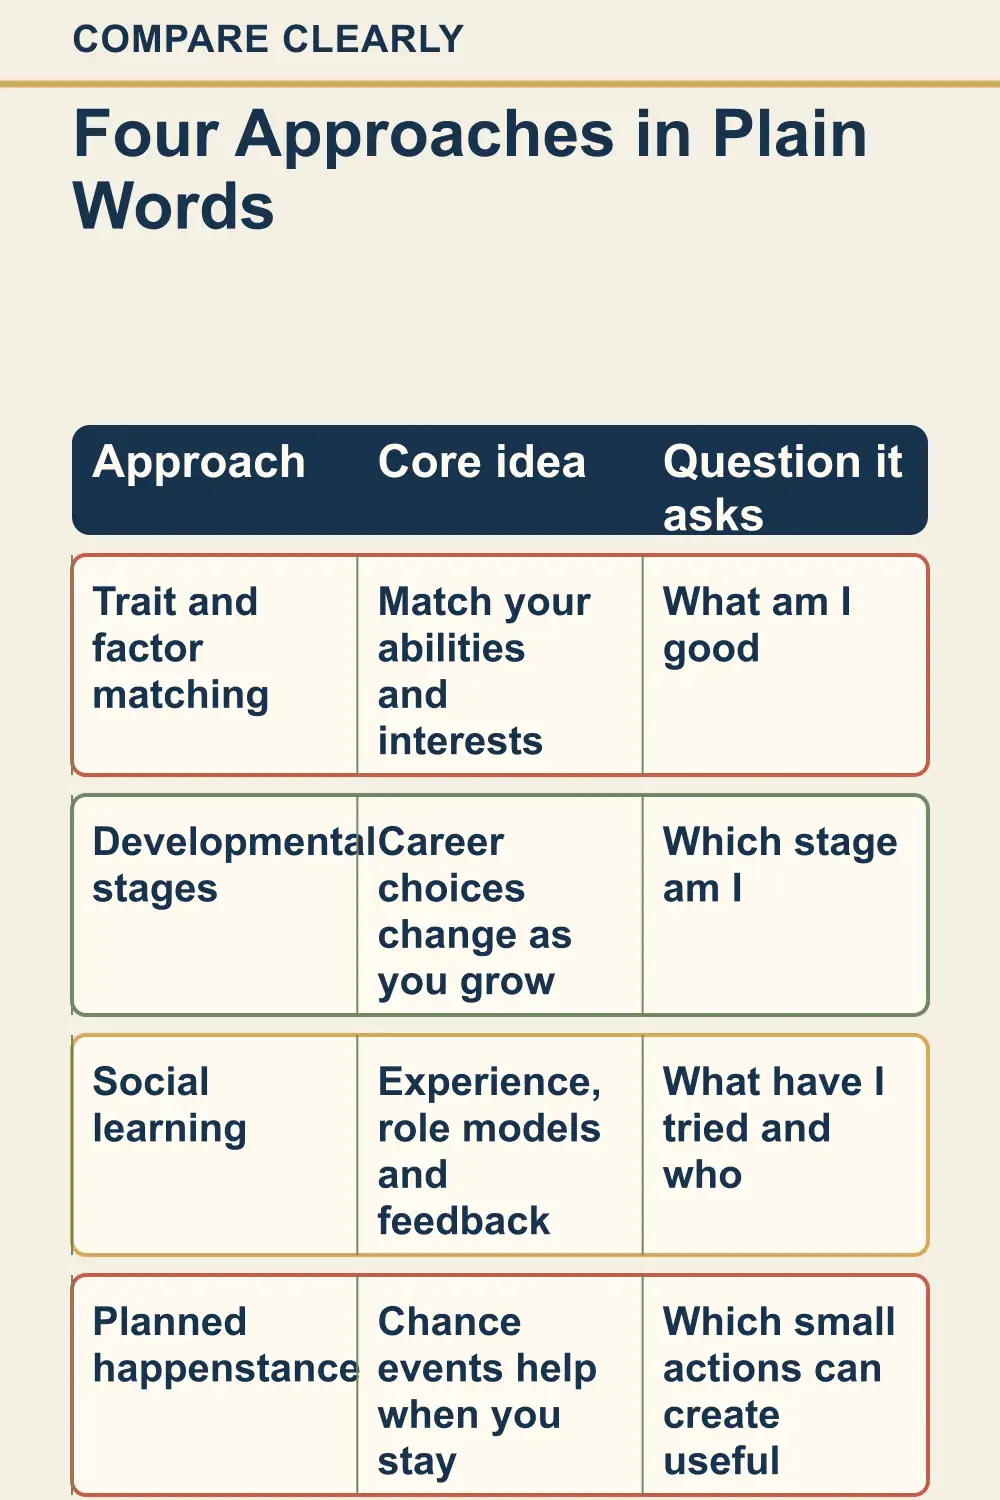 COMPARE CLEARLY
Four Approaches in Plain
Words
Approach
Core idea
Question it
asks
Trait and
factor
matching
Match your
abilities
and
interests
What am I
good
Developmental
stages
Career
choices
change as
you grow
Which stage
am I
Social
learning
Experience,
role models
and
feedback
What have I
tried and
who
Planned
happenstance
Chance
events help
when you
stay
Which small
actions can
create
useful